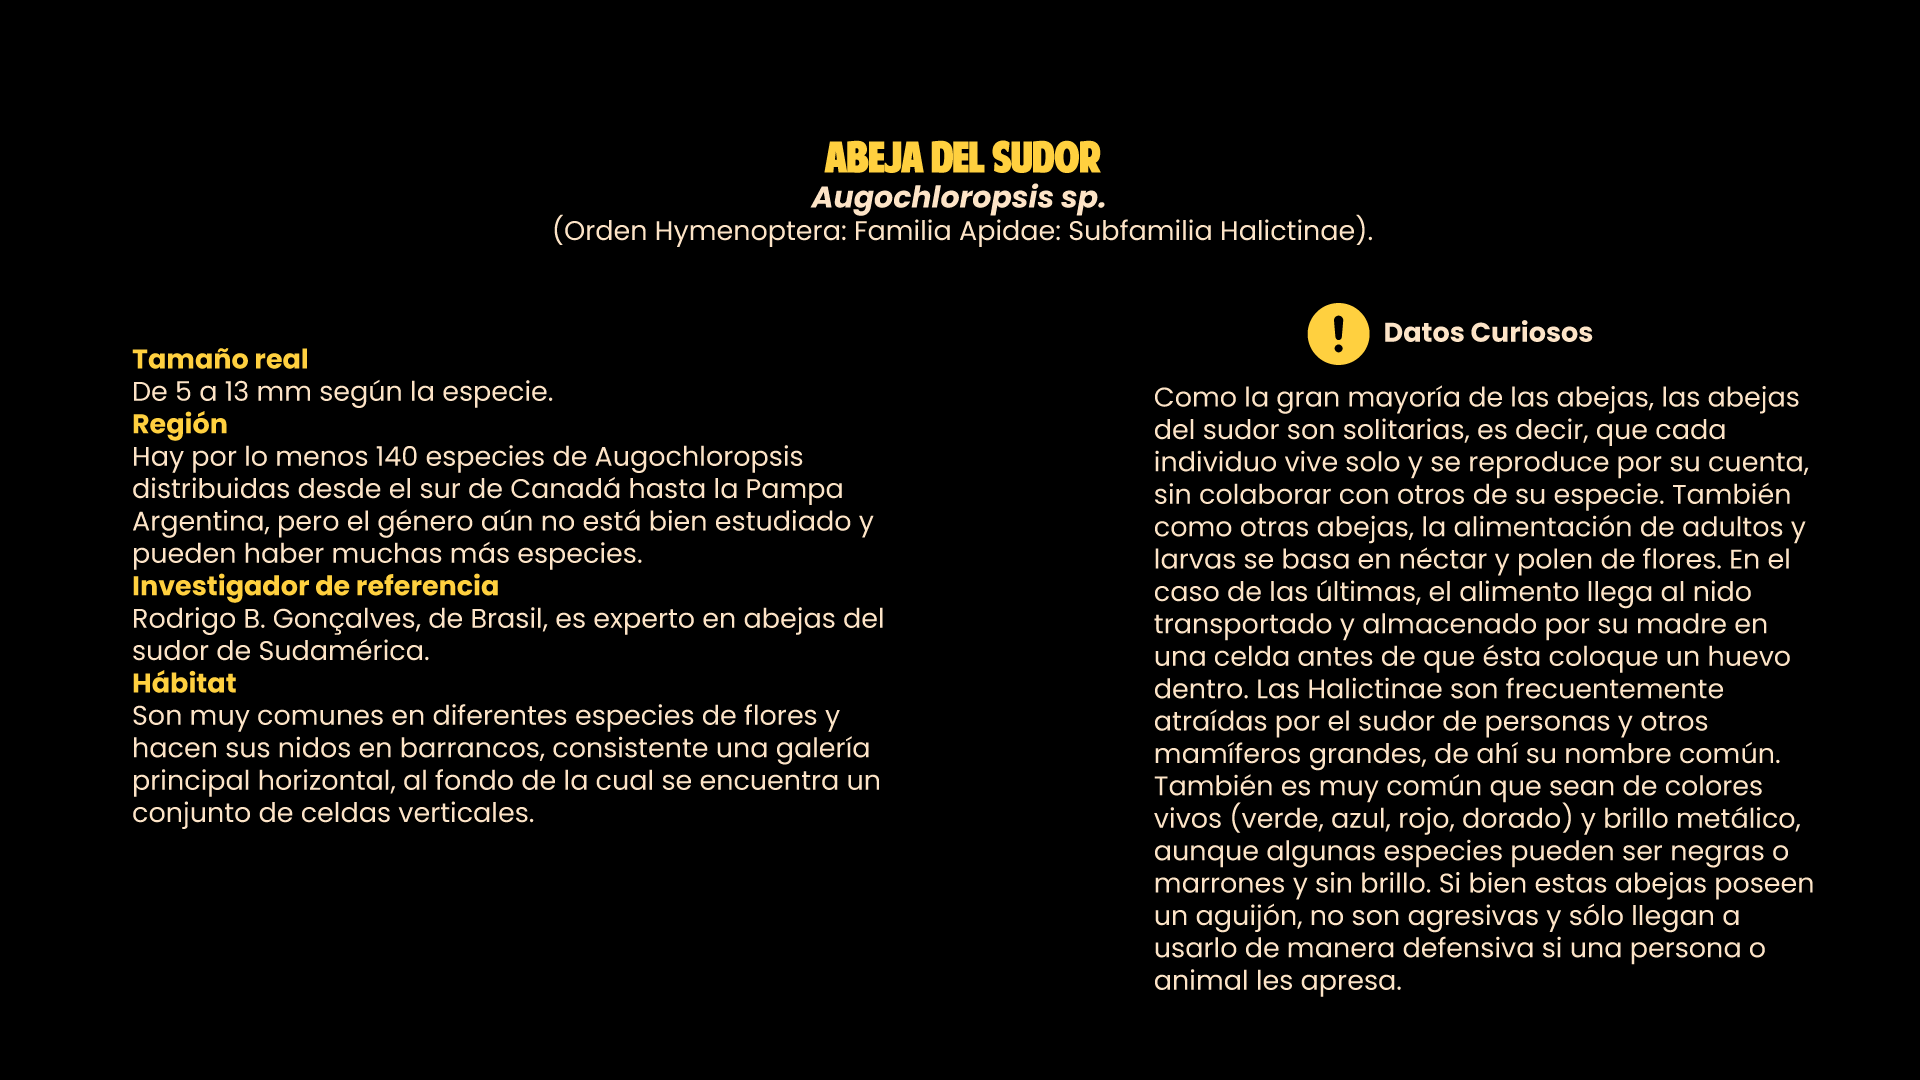 ABEJA DEL SUDOR
Augochloropsis sp.
(Orden Hymenoptera: Familia Apidae: Subfamilia Halictinae).
Tamaño real
De 5 a 13 mm según la especie.
Región
Hay por lo menos 140 especies de Augochloropsis
distribuidas desde el sur de Canadá hasta la Pampa
Argentina, pero el género aún no está bien estudiado y
pueden haber muchas más especies.
Investigador de referencia
Rodrigo B. Gonçalves, de Brasil, es experto en abejas del
sudor de Sudamérica.
Hábitat
Son muy comunes en diferentes especies de flores y
hacen sus nidos en barrancos, consistente una galería
principal horizontal, al fondo de la cual se encuentra un
conjunto de celdas verticales.
! Datos Curiosos
Como la gran mayoría de las abejas, las abejas
del sudor son solitarias, es decir, que cada
individuo vive solo y se reproduce por su cuenta,
sin colaborar con otros de su especie. También
como otras abejas, la alimentación de adultos y
larvas se basa en néctar y polen de flores. En el
caso de las últimas, el alimento llega al nido
transportado y almacenado por su madre en
una celda antes de que ésta coloque un huevo
dentro. Las Halictinae son frecuentemente
atraídas por el sudor de personas y otros
mamíferos grandes, de ahí su nombre común.
También es muy común que sean de colores
vivos (verde, azul, rojo, dorado) y brillo metálico,
aunque algunas especies pueden ser negras o
marrones y sin brillo. Si bien estas abejas poseen
un aguijón, no son agresivas y sólo llegan a
usarlo de manera defensiva si una persona o
animal les apresa.